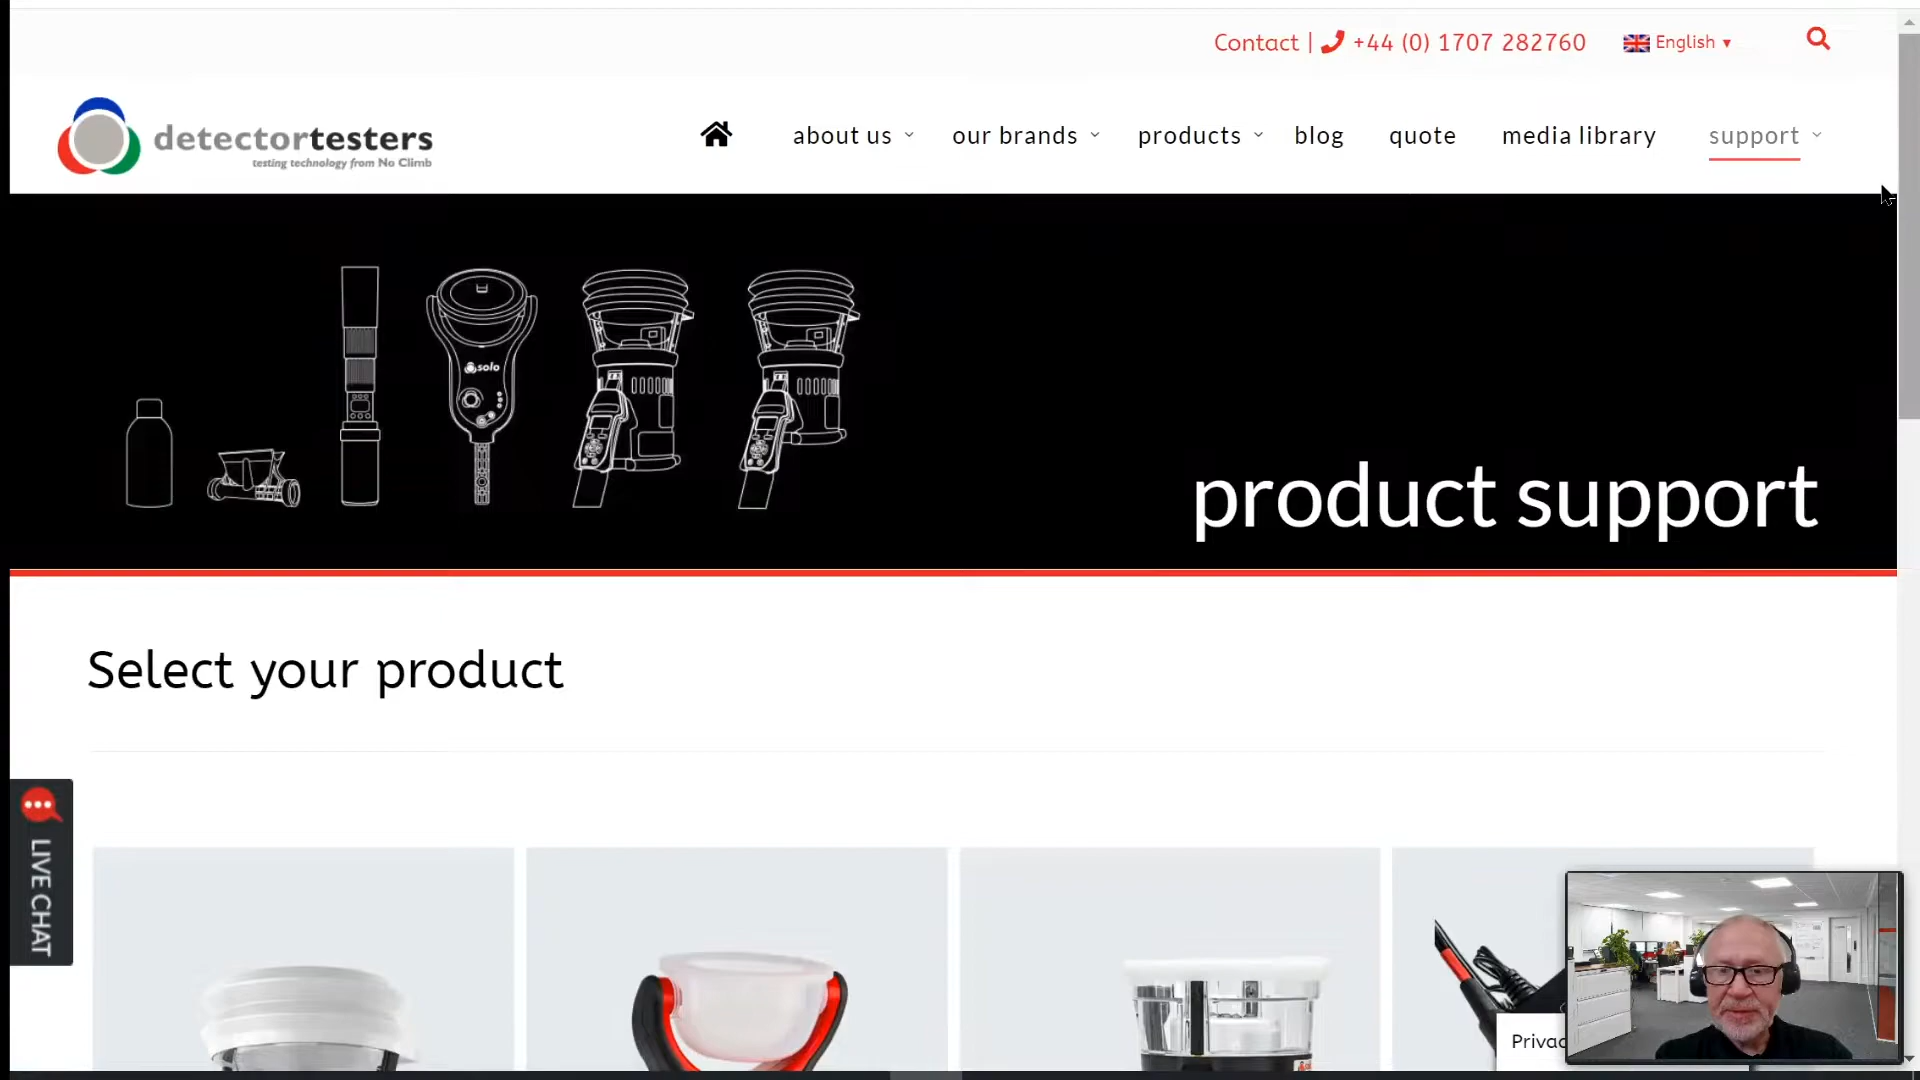 Contact | +44 (0) 1707 282760 English ▾
detectortesters
testing technology from No Climb
about us our brands products blog quote media library support
solo
product support
Select your product
LIVE CHAT